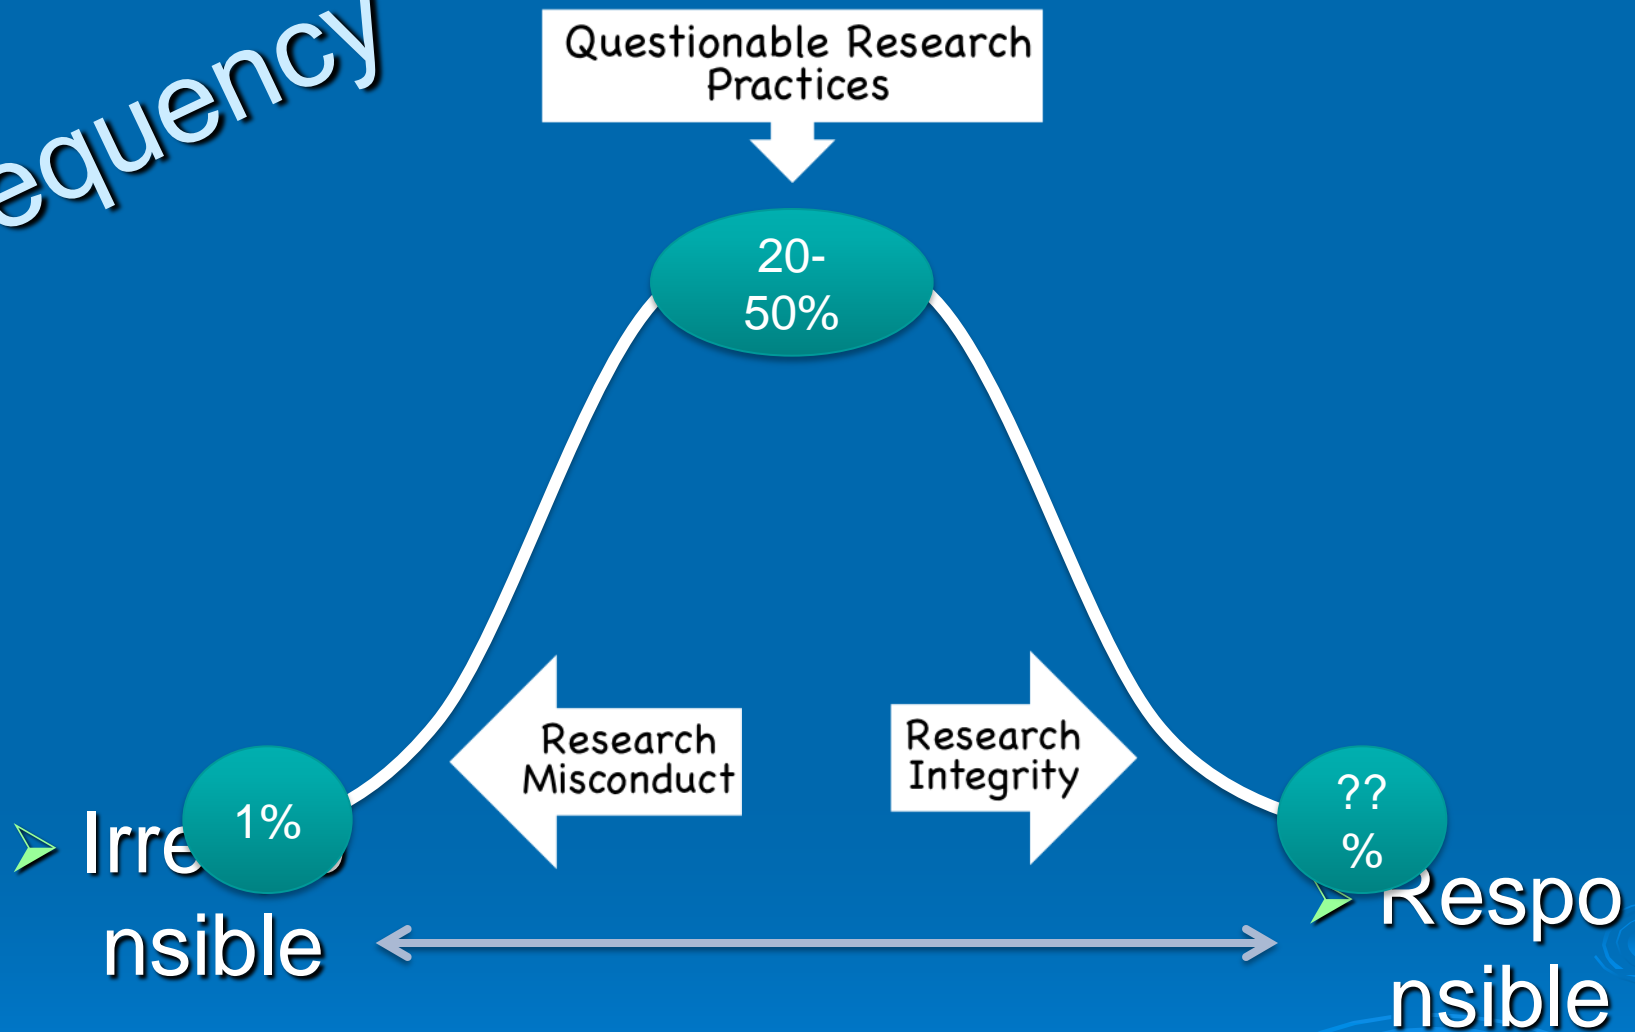 equency
Questionable Research
Practices
20-
50%
Research
Misconduct
Research
Integrity
1%
??
%
Irre
nsible
Respo
nsible